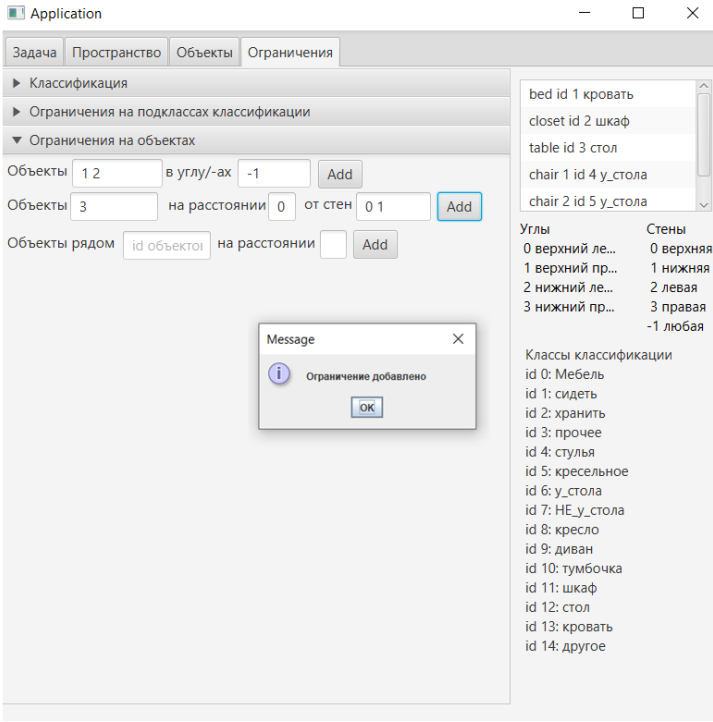 Application
Задача Пространство Объекты Ограничения
Классификация
Ограничения на подклассах классификации
Ограничения на объектах
Объекты 1 2 в углу/-ах -1 Add
Объекты 3 на расстоянии 0 от стен 0 1 Add
Объекты рядом id объектов на расстоянии Add
Message
Ограничение добавлено
OK
bed id 1 кровать
closet id 2 шкаф
table id 3 стол
chair 1 id 4 у_стола
chair 2 id 5 у_стола
Углы Стены
0 верхний ле... 0 верхняя
1 верхний пр... 1 нижняя
2 нижний ле... 2 левая
3 нижний пр... 3 правая
-1 любая
Классы классификации
id 0: Мебель
id 1: сидеть
id 2: хранить
id 3: прочее
id 4: стулья
id 5: кресельное
id 6: у_стола
id 7: НЕ_у_стола
id 8: кресло
id 9: диван
id 10: тумбочка
id 11: шкаф
id 12: стол
id 13: кровать
id 14: другое